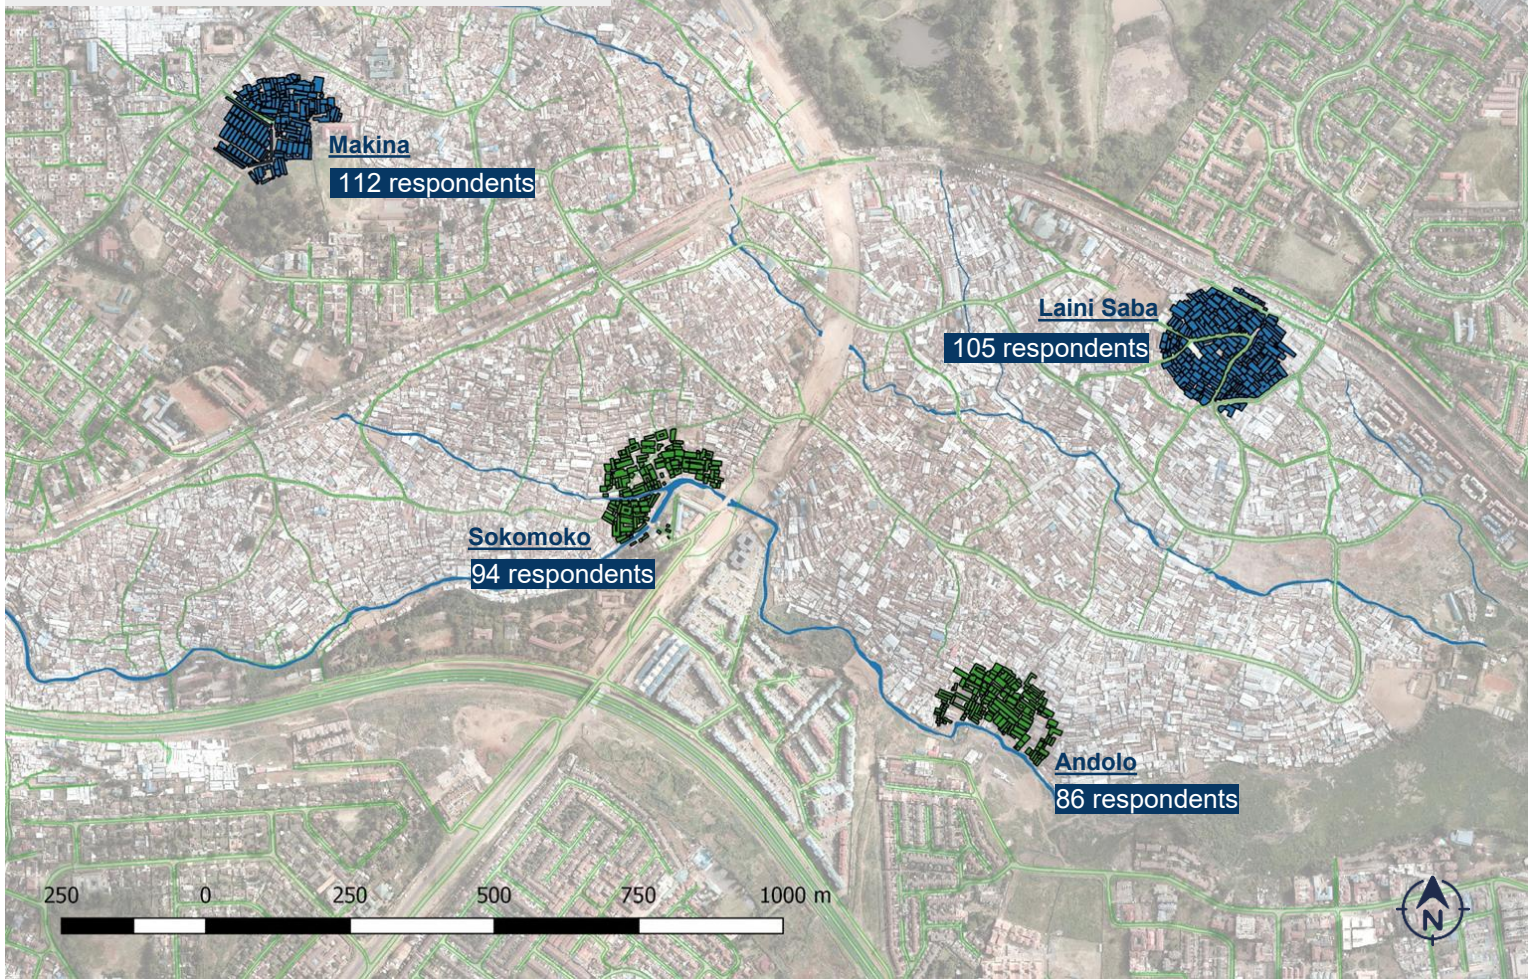 Makina
112 respondents
Laini Saba
105 respondents
Sokomoko
94 respondents
Andolo
86 respondents
250 0 250 500 750 1000 m
N